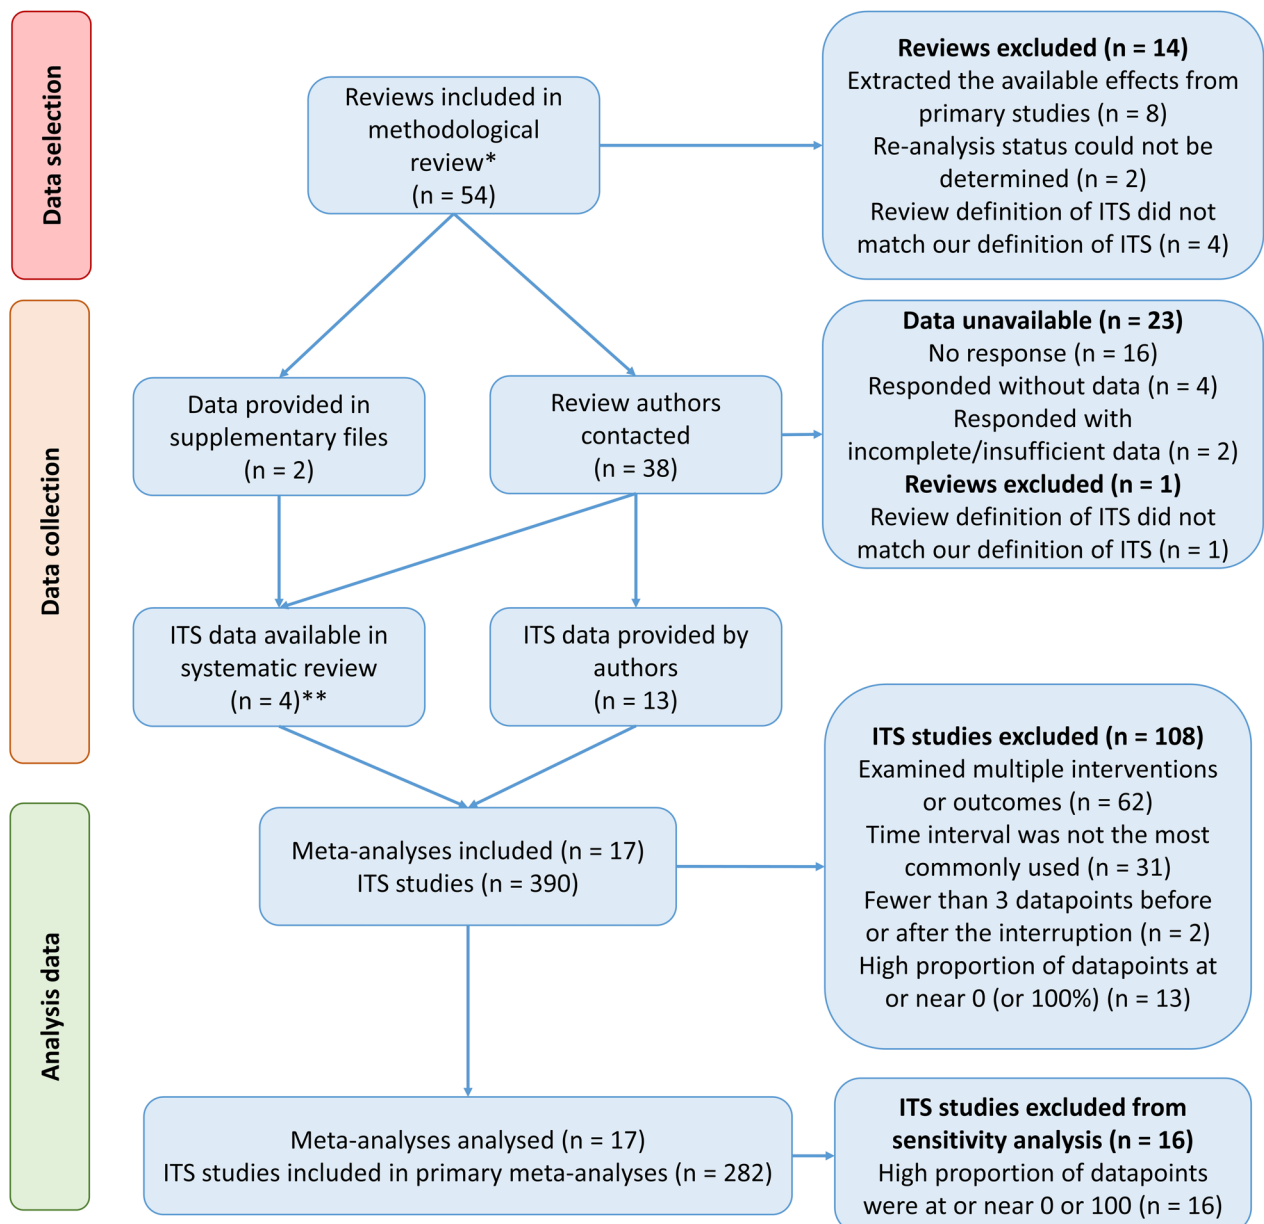 Data selection
Reviews included in
methodological
review*
(n = 54)
Reviews excluded (n = 14)
Extracted the available effects from
primary studies (n = 8)
Re-analysis status could not be
determined (n = 2)
Review definition of ITS did not
match our definition of ITS (n = 4)
Data collection
Data provided in
supplementary files
(n = 2)
Review authors
contacted
(n = 38)
Data unavailable (n = 23)
No response (n = 16)
Responded without data (n = 4)
Responded with
incomplete/insufficient data (n = 2)
Reviews excluded (n = 1)
Review definition of ITS did not
match our definition of ITS (n = 1)
ITS data available in
systematic review
(n = 4)**
ITS data provided by
authors
(n = 13)
Analysis data
Meta-analyses included (n = 17)
ITS studies (n = 390)
ITS studies excluded (n = 108)
Examined multiple interventions
or outcomes (n = 62)
Time interval was not the most
commonly used (n = 31)
Fewer than 3 datapoints before
or after the interruption (n = 2)
High proportion of datapoints at
or near 0 (or 100%) (n = 13)
Meta-analyses analysed (n = 17)
ITS studies included in primary meta-analyses (n = 282)
ITS studies excluded from
sensitivity analysis (n = 16)
High proportion of datapoints
were at or near 0 or 100 (n = 16)